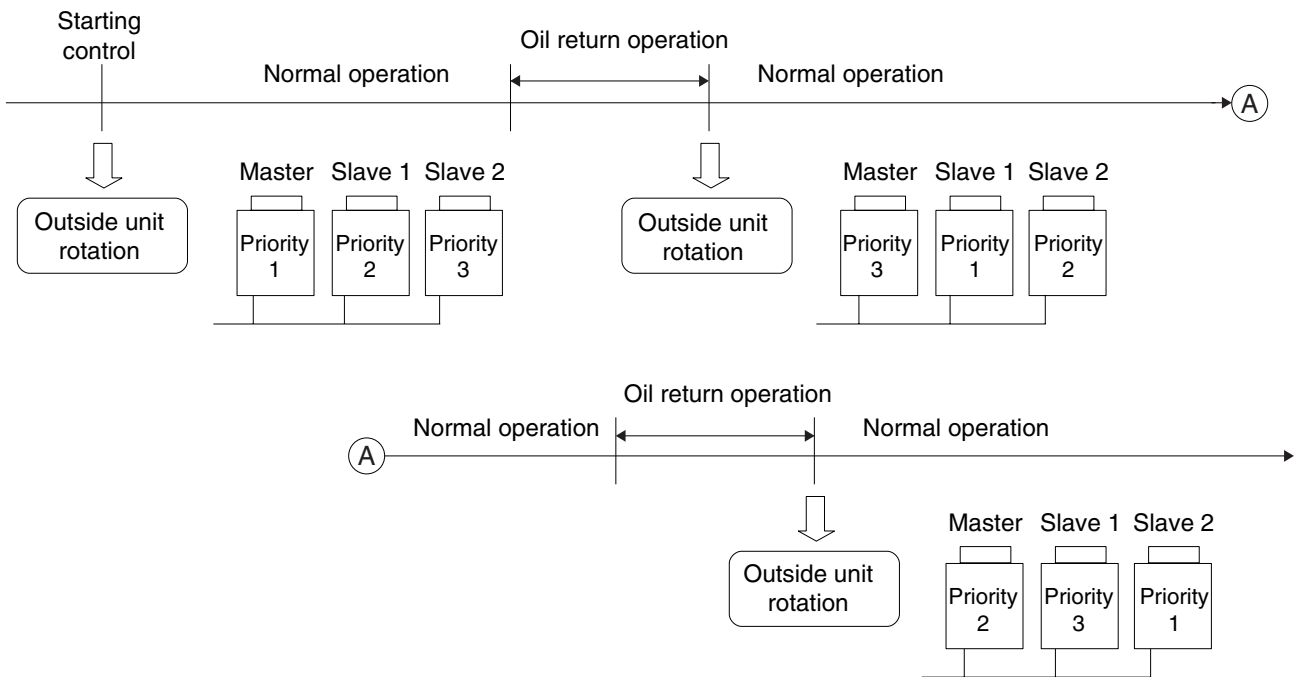 Starting
control
Oil return operation
Normal operation
Normal operation
A
Outside unit
rotation
Master Slave 1 Slave 2
Priority
1
Priority
2
Priority
3
Outside unit
rotation
Master Slave 1 Slave 2
Priority
3
Priority
1
Priority
2
Oil return operation
Normal operation
Normal operation
A
Outside unit
rotation
Master Slave 1 Slave 2
Priority
2
Priority
3
Priority
1